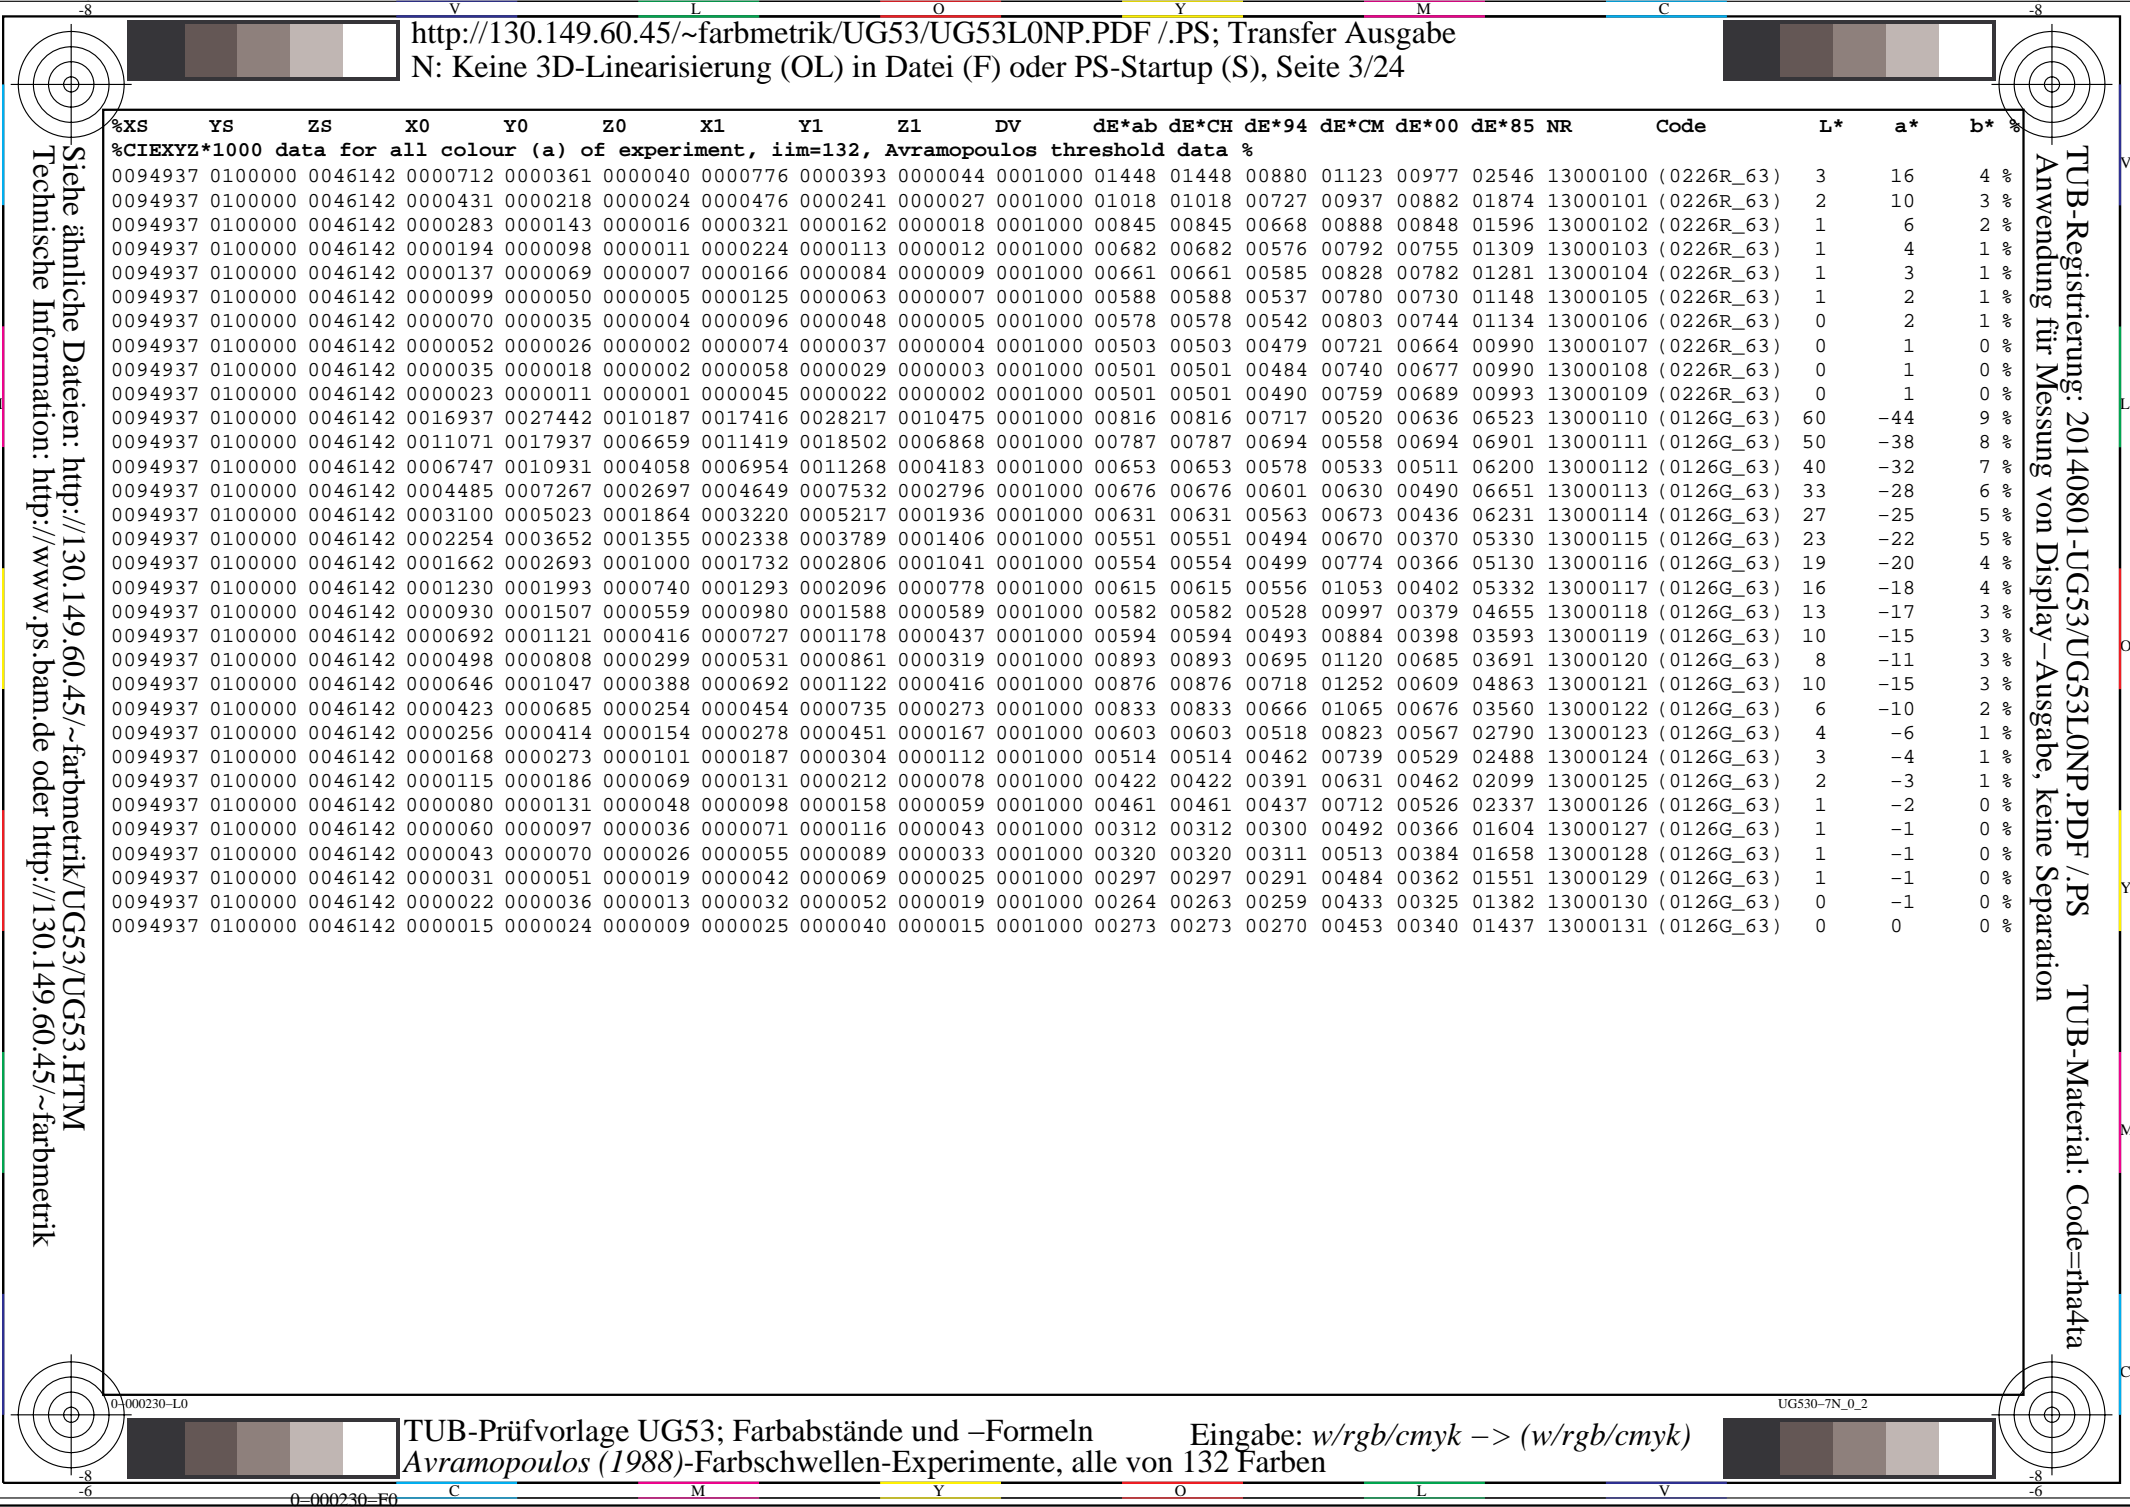 -8 V L O Y M C -8
http://130.149.60.45/~farbmetrik/UG53/UG53L0NP.PDF /.PS; Transfer Ausgabe
N: Keine 3D-Linearisierung (OL) in Datei (F) oder PS-Startup (S), Seite 3/24
%XS YS ZS X0 Y0 Z0 X1 Y1 Z1 DV dE*ab dE*CH dE*94 dE*CM dE*00 dE*85 NR Code L* a* b* %
%CIEXYZ*1000 data for all colour (a) of experiment, iim=132, Avramopoulos threshold data %
0094937 0100000 0046142 0000712 0000361 0000040 0000776 0000393 0000044 0001000 01448 01448 00880 01123 00977 02546 13000100 (0226R_63) 3 16 4 %
0094937 0100000 0046142 0000431 0000218 0000024 0000476 0000241 0000027 0001000 01018 01018 00727 00937 00882 01874 13000101 (0226R_63) 2 10 3 %
0094937 0100000 0046142 0000283 0000143 0000016 0000321 0000162 0000018 0001000 00845 00845 00668 00888 00848 01596 13000102 (0226R_63) 1 6 2 %
0094937 0100000 0046142 0000194 0000098 0000011 0000224 0000113 0000012 0001000 00682 00682 00576 00792 00755 01309 13000103 (0226R_63) 1 4 1 %
0094937 0100000 0046142 0000137 0000069 0000007 0000166 0000084 0000009 0001000 00661 00661 00585 00828 00782 01281 13000104 (0226R_63) 1 3 1 %
0094937 0100000 0046142 0000099 0000050 0000005 0000125 0000063 0000007 0001000 00588 00588 00537 00780 00730 01148 13000105 (0226R_63) 1 2 1 %
0094937 0100000 0046142 0000070 0000035 0000004 0000096 0000048 0000005 0001000 00578 00578 00542 00803 00744 01134 13000106 (0226R_63) 0 2 1 %
0094937 0100000 0046142 0000052 0000026 0000002 0000074 0000037 0000004 0001000 00503 00503 00479 00721 00664 00990 13000107 (0226R_63) 0 1 0 %
0094937 0100000 0046142 0000035 0000018 0000002 0000058 0000029 0000003 0001000 00501 00501 00484 00740 00677 00990 13000108 (0226R_63) 0 1 0 %
0094937 0100000 0046142 0000023 0000011 0000001 0000045 0000022 0000002 0001000 00501 00501 00490 00759 00689 00993 13000109 (0226R_63) 0 1 0 %
0094937 0100000 0046142 0016937 0027442 0010187 0017416 0028217 0010475 0001000 00816 00816 00717 00520 00636 06523 13000110 (0126G_63) 60 −44 9 %
0094937 0100000 0046142 0011071 0017937 0006659 0011419 0018502 0006868 0001000 00787 00787 00694 00558 00694 06901 13000111 (0126G_63) 50 −38 8 %
0094937 0100000 0046142 0006747 0010931 0004058 0006954 0011268 0004183 0001000 00653 00653 00578 00533 00511 06200 13000112 (0126G_63) 40 −32 7 %
0094937 0100000 0046142 0004485 0007267 0002697 0004649 0007532 0002796 0001000 00676 00676 00601 00630 00490 06651 13000113 (0126G_63) 33 −28 6 %
0094937 0100000 0046142 0003100 0005023 0001864 0003220 0005217 0001936 0001000 00631 00631 00563 00673 00436 06231 13000114 (0126G_63) 27 −25 5 %
0094937 0100000 0046142 0002254 0003652 0001355 0002338 0003789 0001406 0001000 00551 00551 00494 00670 00370 05330 13000115 (0126G_63) 23 −22 5 %
0094937 0100000 0046142 0001662 0002693 0001000 0001732 0002806 0001041 0001000 00554 00554 00499 00774 00366 05130 13000116 (0126G_63) 19 −20 4 %
0094937 0100000 0046142 0001230 0001993 0000740 0001293 0002096 0000778 0001000 00615 00615 00556 01053 00402 05332 13000117 (0126G_63) 16 −18 4 %
0094937 0100000 0046142 0000930 0001507 0000559 0000980 0001588 0000589 0001000 00582 00582 00528 00997 00379 04655 13000118 (0126G_63) 13 −17 3 %
0094937 0100000 0046142 0000692 0001121 0000416 0000727 0001178 0000437 0001000 00594 00594 00493 00884 00398 03593 13000119 (0126G_63) 10 −15 3 %
0094937 0100000 0046142 0000498 0000808 0000299 0000531 0000861 0000319 0001000 00893 00893 00695 01120 00685 03691 13000120 (0126G_63) 8 −11 3 %
0094937 0100000 0046142 0000646 0001047 0000388 0000692 0001122 0000416 0001000 00876 00876 00718 01252 00609 04863 13000121 (0126G_63) 10 −15 3 %
0094937 0100000 0046142 0000423 0000685 0000254 0000454 0000735 0000273 0001000 00833 00833 00666 01065 00676 03560 13000122 (0126G_63) 6 −10 2 %
0094937 0100000 0046142 0000256 0000414 0000154 0000278 0000451 0000167 0001000 00603 00603 00518 00823 00567 02790 13000123 (0126G_63) 4 −6 1 %
0094937 0100000 0046142 0000168 0000273 0000101 0000187 0000304 0000112 0001000 00514 00514 00462 00739 00529 02488 13000124 (0126G_63) 3 −4 1 %
0094937 0100000 0046142 0000115 0000186 0000069 0000131 0000212 0000078 0001000 00422 00422 00391 00631 00462 02099 13000125 (0126G_63) 2 −3 1 %
0094937 0100000 0046142 0000080 0000131 0000048 0000098 0000158 0000059 0001000 00461 00461 00437 00712 00526 02337 13000126 (0126G_63) 1 −2 0 %
0094937 0100000 0046142 0000060 0000097 0000036 0000071 0000116 0000043 0001000 00312 00312 00300 00492 00366 01604 13000127 (0126G_63) 1 −1 0 %
0094937 0100000 0046142 0000043 0000070 0000026 0000055 0000089 0000033 0001000 00320 00320 00311 00513 00384 01658 13000128 (0126G_63) 1 −1 0 %
0094937 0100000 0046142 0000031 0000051 0000019 0000042 0000069 0000025 0001000 00297 00297 00291 00484 00362 01551 13000129 (0126G_63) 1 −1 0 %
0094937 0100000 0046142 0000022 0000036 0000013 0000032 0000052 0000019 0001000 00264 00263 00259 00433 00325 01382 13000130 (0126G_63) 0 −1 0 %
0094937 0100000 0046142 0000015 0000024 0000009 0000025 0000040 0000015 0001000 00273 00273 00270 00453 00340 01437 13000131 (0126G_63) 0 0 0 %
Siehe ähnliche Dateien: http://130.149.60.45/~farbmetrik/UG53/UG53.HTM
Technische Information: http://www.ps.bam.de oder http://130.149.60.45/~farbmetrik
TUB-Registrierung: 20140801-UG53/UG53L0NP.PDF /.PS TUB-Material: Code=rha4ta
Anwendung für Messung von Display−Ausgabe, keine Separation
V
L
O
Y
M
C
0−000230−L0
UG530−7N_0_2
TUB-Prüfvorlage UG53; Farbabstände und −Formeln Eingabe: w/rgb/cmyk −> (w/rgb/cmyk)
Avramopoulos (1988)-Farbschwellen-Experimente, alle von 132 Farben
-8 -8
-6 C M Y O L V -6
0−000230−F0